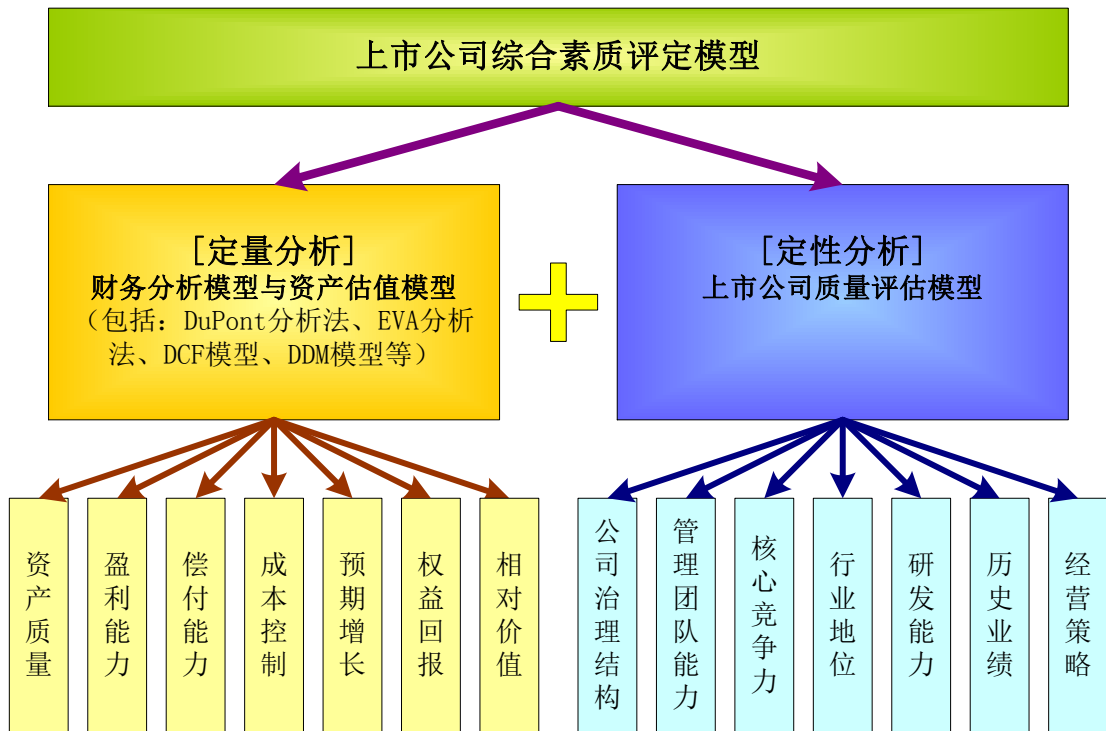 上市公司综合素质评定模型
[定量分析]
财务分析模型与资产估值模型
（包括：DuPont分析法、EVA分析
法、DCF模型、DDM模型等）
[定性分析]
上市公司质量评估模型
资产质量
盈利能力
偿付能力
成本控制
预期增长
权益回报
相对价值
公司治理结构
管理团队能力
核心竞争力
行业地位
研发能力
历史业绩
经营策略